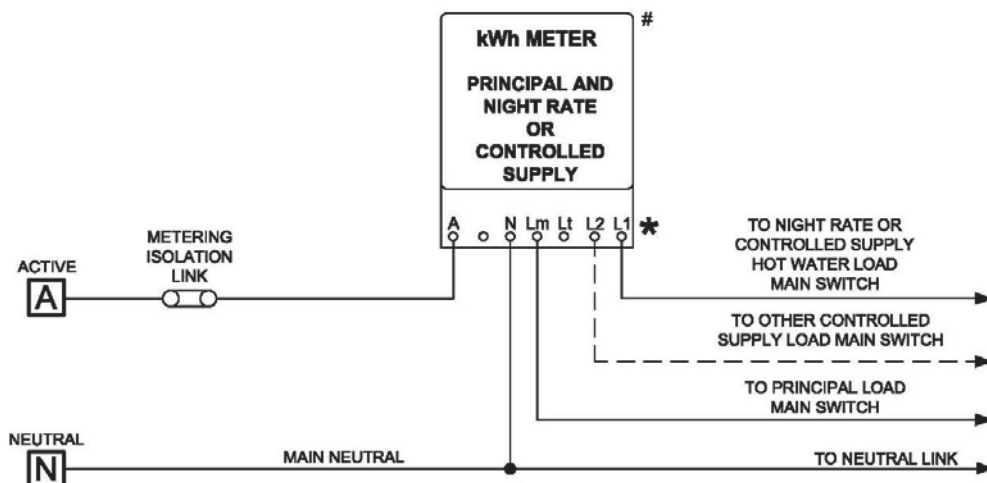 #
kWh METER
PRINCIPAL AND
NIGHT RATE
OR
CONTROLLED
SUPPLY
A N Lm Lt L2 L1 *
METERING
ISOLATION
LINK
ACTIVE
A
TO NIGHT RATE OR
CONTROLLED SUPPLY
HOT WATER LOAD
MAIN SWITCH
TO OTHER CONTROLLED
SUPPLY LOAD MAIN SWITCH
TO PRINCIPAL LOAD
MAIN SWITCH
NEUTRAL
N
MAIN NEUTRAL
TO NEUTRAL LINK